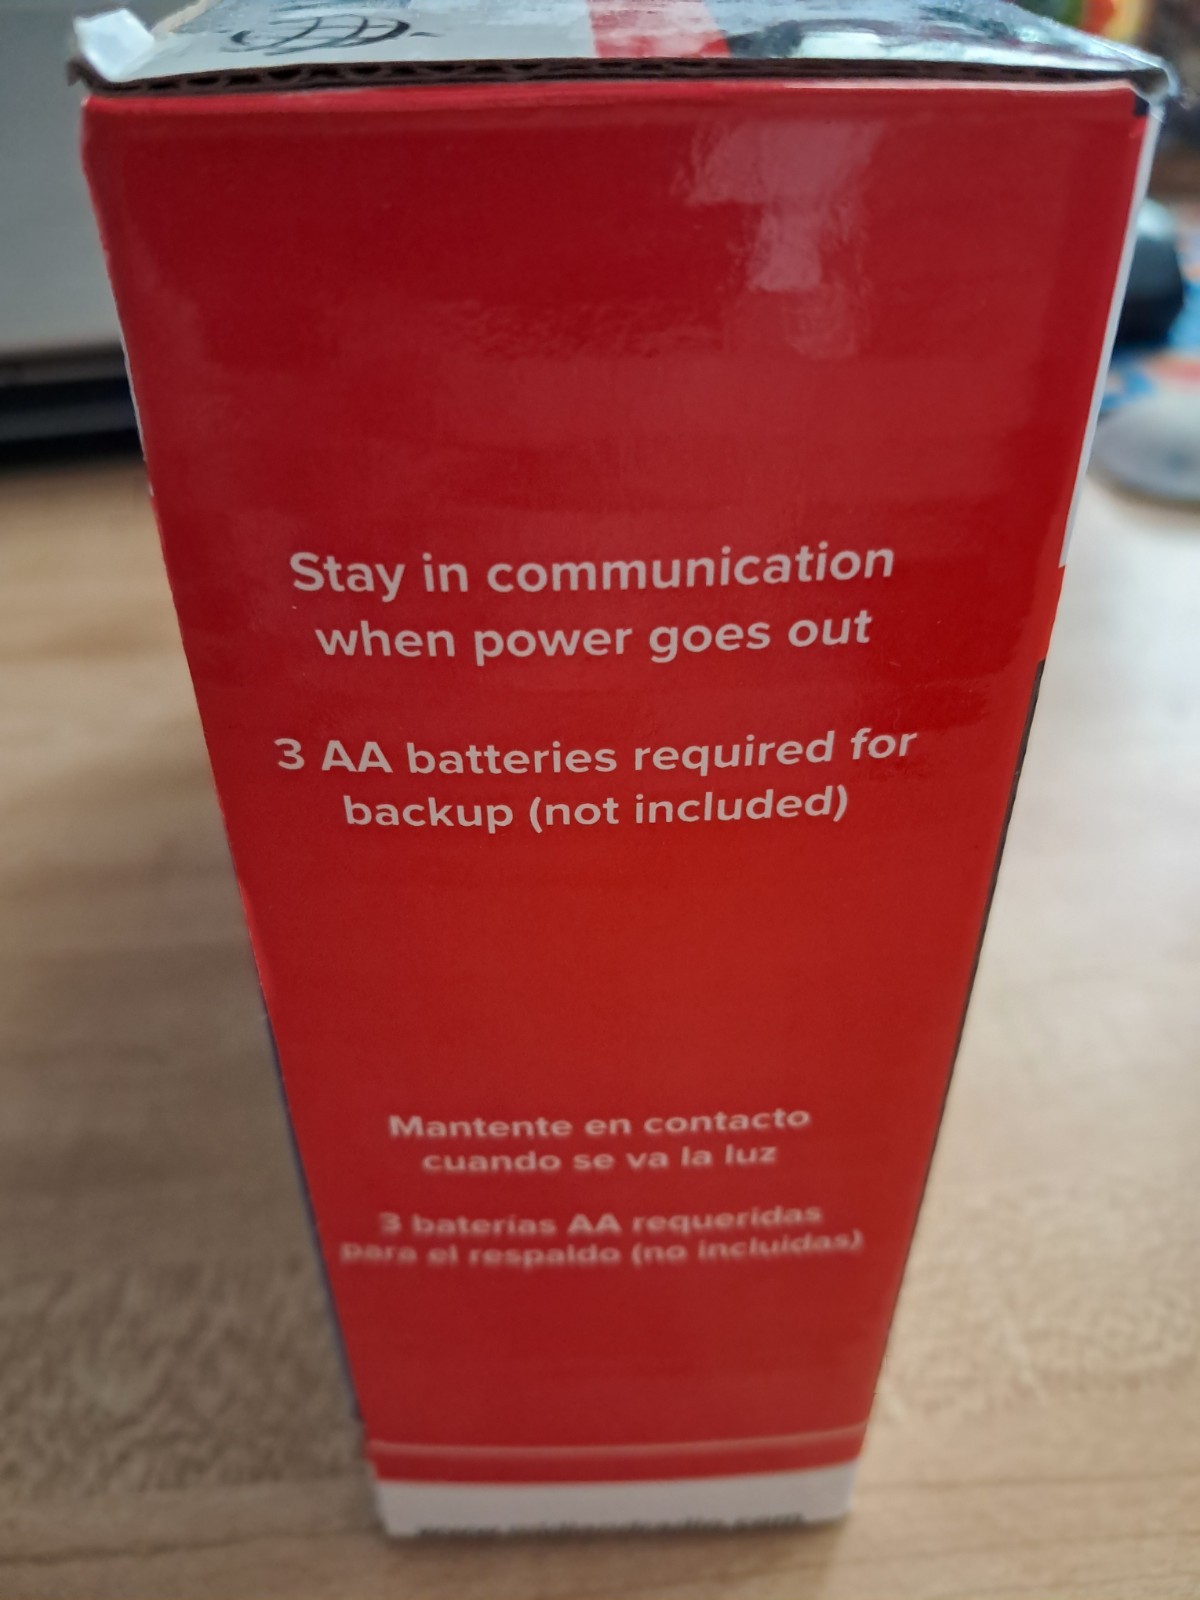 Stay in communication
when power goes out
3 AA batteries required for
backup (not included)
Mantente en contacto
cuando se va la luz
3 baterías AA requeridas
para el respaldo (no incluidas)